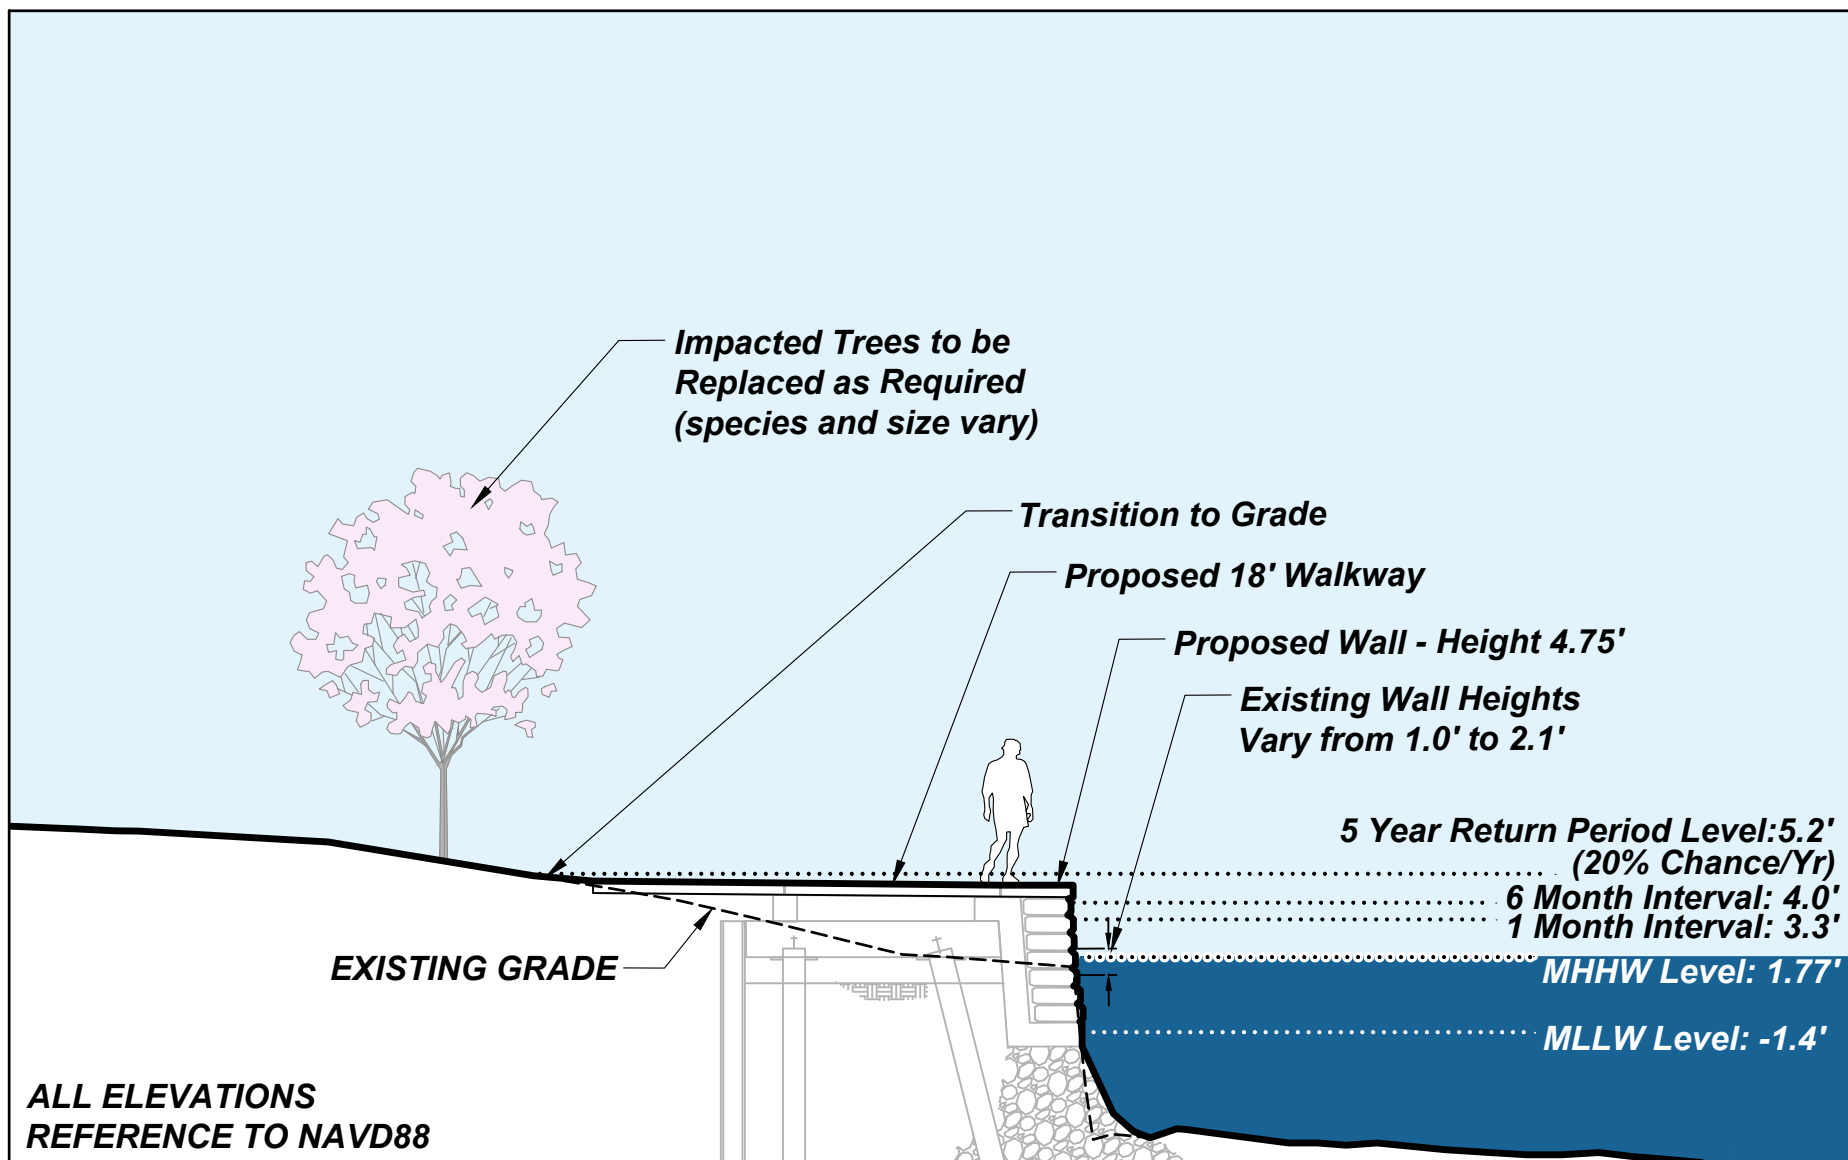 Impacted Trees to be
Replaced as Required
(species and size vary)
Transition to Grade
Proposed 18' Walkway
Proposed Wall - Height 4.75'
Existing Wall Heights
Vary from 1.0' to 2.1'
5 Year Return Period Level:5.2'
(20% Chance/Yr)
6 Month Interval: 4.0'
1 Month Interval: 3.3'
EXISTING GRADE
MHHW Level: 1.77'
MLLW Level: -1.4'
ALL ELEVATIONS
REFERENCE TO NAVD88